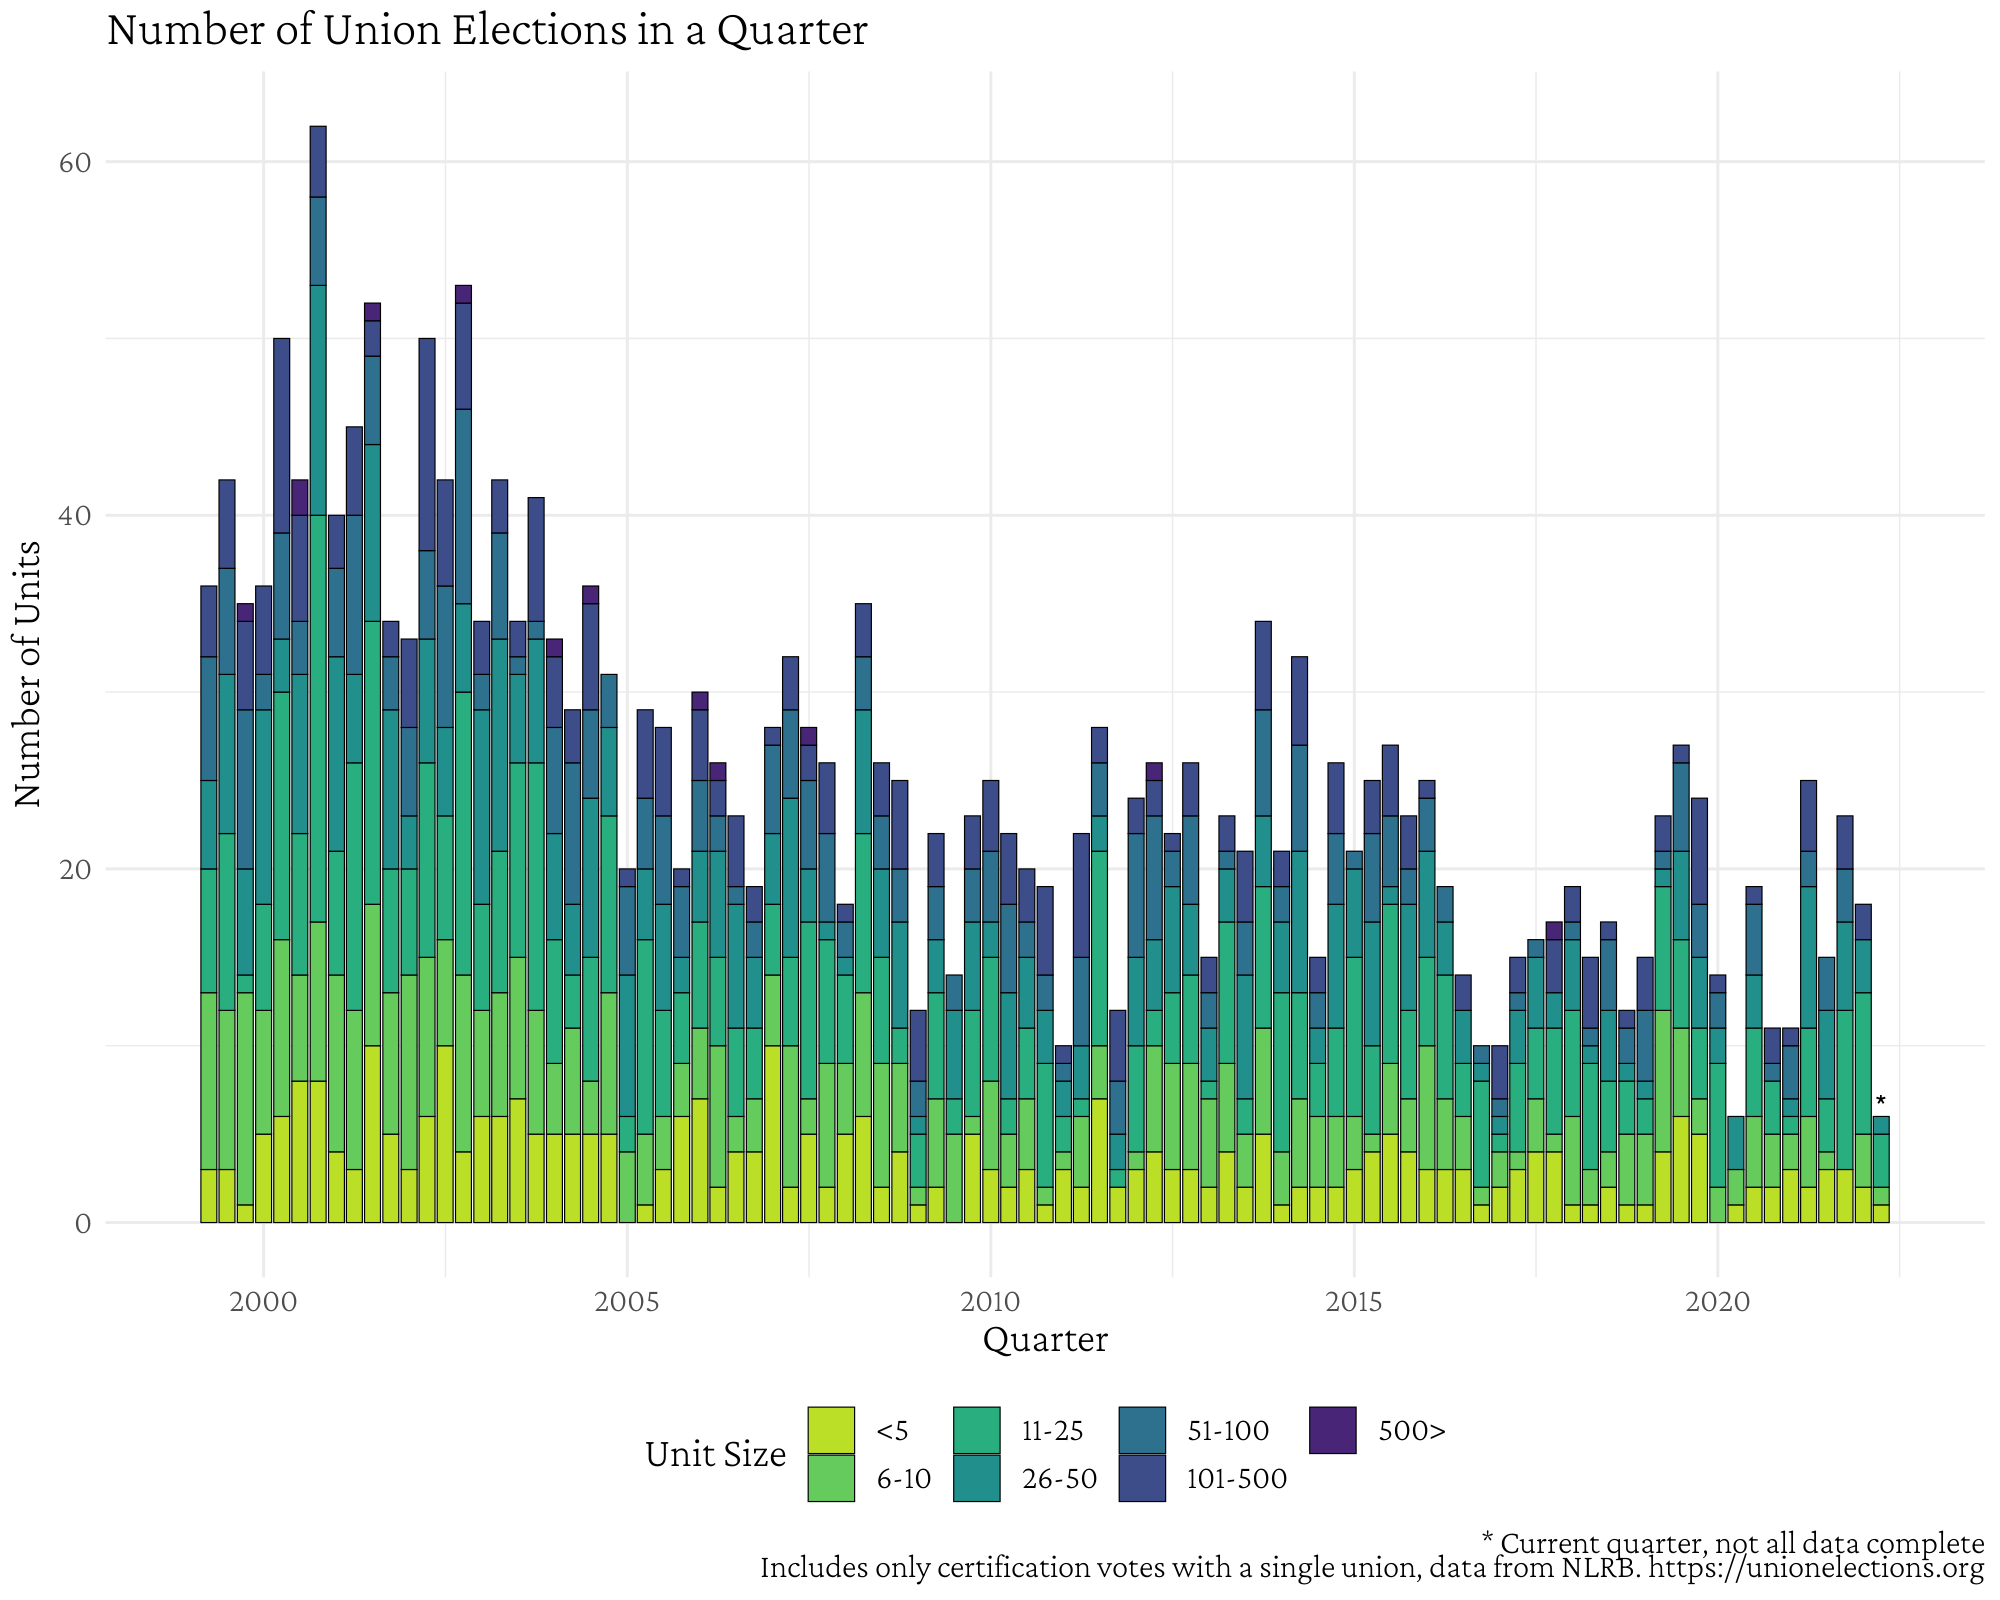 Number of Union Elections in a Quarter
60
40
20
0
Number of Units
*
2000 2005 2010 2015 2020
Quarter
Unit Size
<5 11-25 51-100 500>
6-10 26-50 101-500
* Current quarter, not all data complete
Includes only certification votes with a single union, data from NLRB. https://unionelections.org